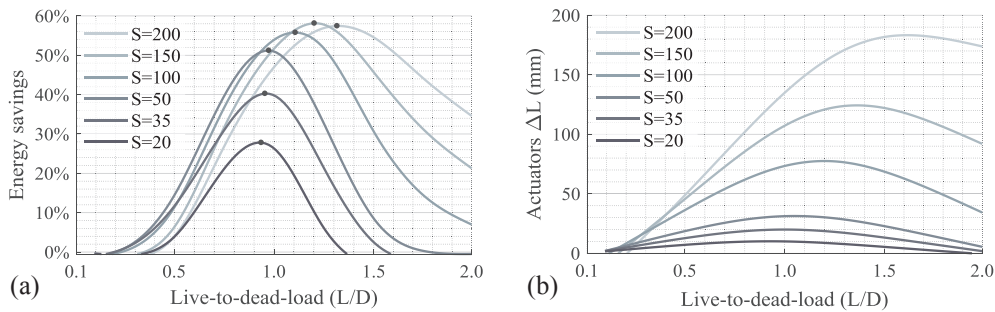 60%
50%
40%
30%
20%
10%
0%
Energy savings
S=200
S=150
S=100
S=50
S=35
S=20
0.1
0.5
1.0
1.5
2.0
Live-to-dead-load (L/D)
(a)
200
150
100
50
0
Actuators ΔL (mm)
S=200
S=150
S=100
S=50
S=35
S=20
0.1
0.5
1.0
1.5
2.0
Live-to-dead-load (L/D)
(b)